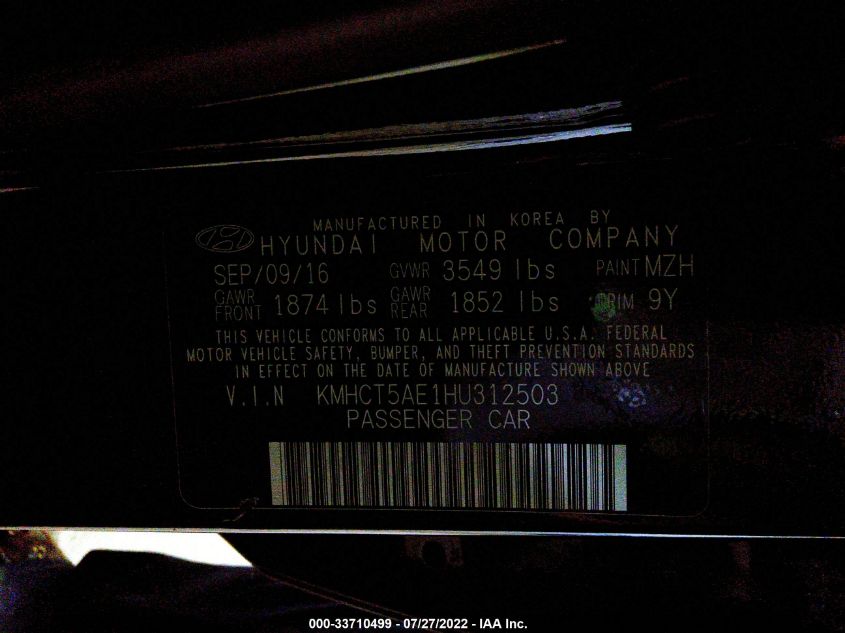 MANUFACTURED IN KOREA BY
HYUNDAI MOTOR COMPANY
SEP/09/16 GVWR 3549 lbs PAINT MZH
GAWR FRONT 1874 lbs GAWR REAR 1852 lbs TRIM 9Y
THIS VEHICLE CONFORMS TO ALL APPLICABLE U.S.A. FEDERAL
MOTOR VEHICLE SAFETY, BUMPER, AND THEFT PREVENTION STANDARDS
IN EFFECT ON THE DATE OF MANUFACTURE SHOWN ABOVE
V.I.N KMHCT5AE1HU312503
PASSENGER CAR
000-33710499 - 07/27/2022 - IAA Inc.